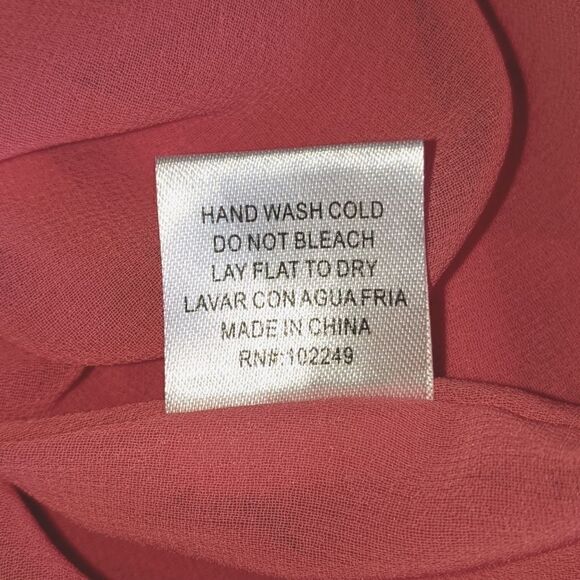 HAND WASH COLD
DO NOT BLEACH
LAY FLAT TO DRY
LAVAR CON AGUA FRIA
MADE IN CHINA
RN#:102249